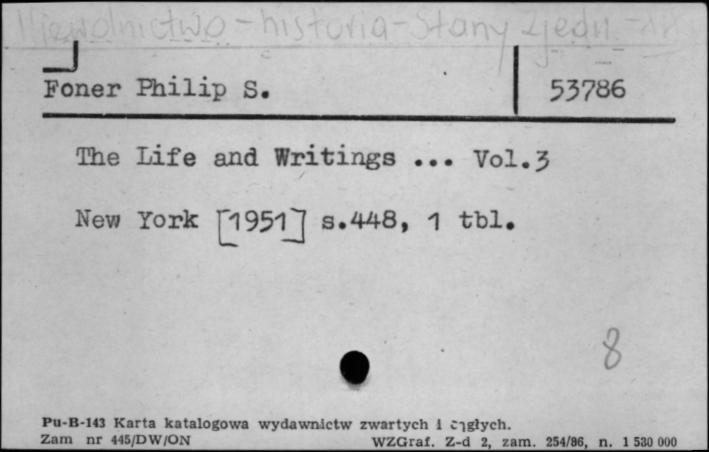 Niewolnictwo - historia - Stany Zjedn. - XIX
Foner Philip S. 53786
The Life and Writings ... Vol.3
New York [1951] s.448, 1 tbl.
8
Pu-B-143 Karta katalogowa wydawnictw zwartych i ciągłych.
Zam nr 445/DW/ON WZGraf. Z-d 2, zam. 254/86, n. 1 530 000